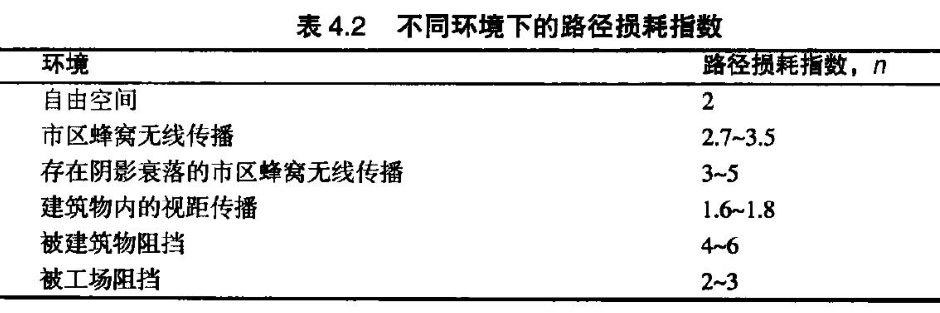 表 4.2 不同环境下的路径损耗指数
环境 路径损耗指数，n
自由空间 2
市区蜂窝无线传播 2.7~3.5
存在阴影衰落的市区蜂窝无线传播 3~5
建筑物内的视距传播 1.6~1.8
被建筑物阻挡 4~6
被工场阻挡 2~3